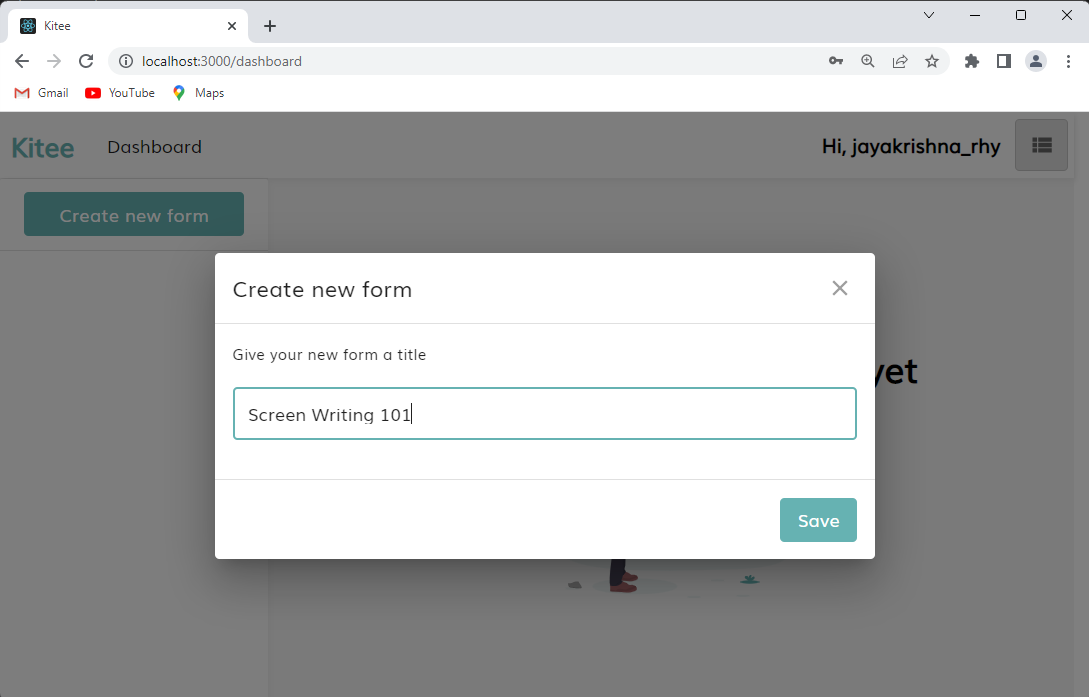 Kitee
localhost:3000/dashboard
Gmail YouTube Maps
Kitee Dashboard Hi, jayakrishna_rhy
Create new form
Create new form
Give your new form a title
yet
Screen Writing 101
Save